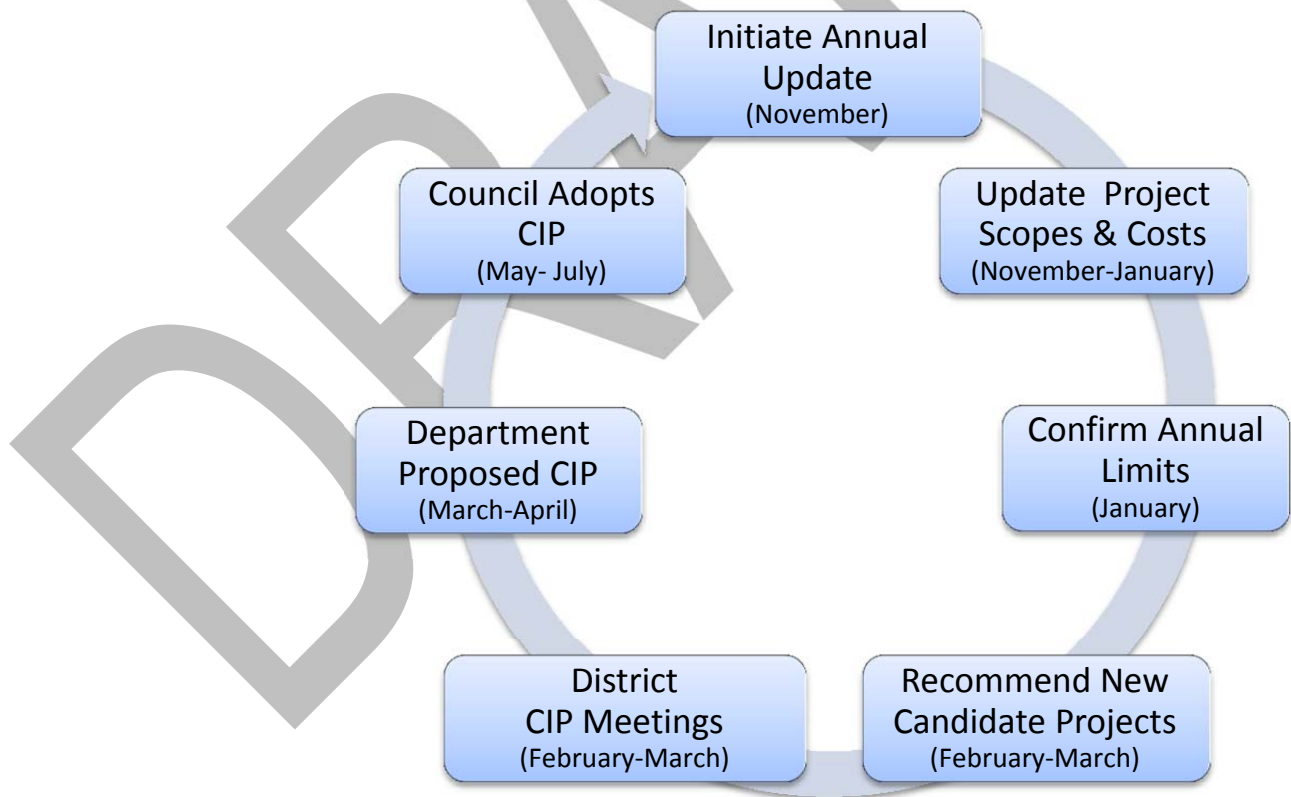 Initiate Annual
Update
(November)
Update Project
Scopes & Costs
(November-January)
Confirm Annual
Limits
(January)
Recommend New
Candidate Projects
(February-March)
District
CIP Meetings
(February-March)
Department
Proposed CIP
(March-April)
Council Adopts
CIP
(May- July)
DRA